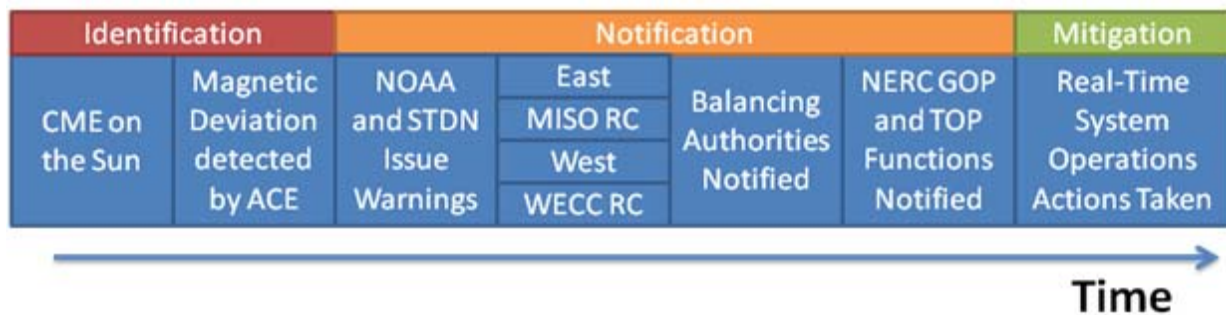 Identification
Notification
Mitigation
CME on
the Sun
Magnetic
Deviation
detected
by ACE
NOAA
and STDN
Issue
Warnings
East
MISO RC
West
WECC RC
Balancing
Authorities
Notified
NERC GOP
and TOP
Functions
Notified
Real-Time
System
Operations
Actions Taken
Time